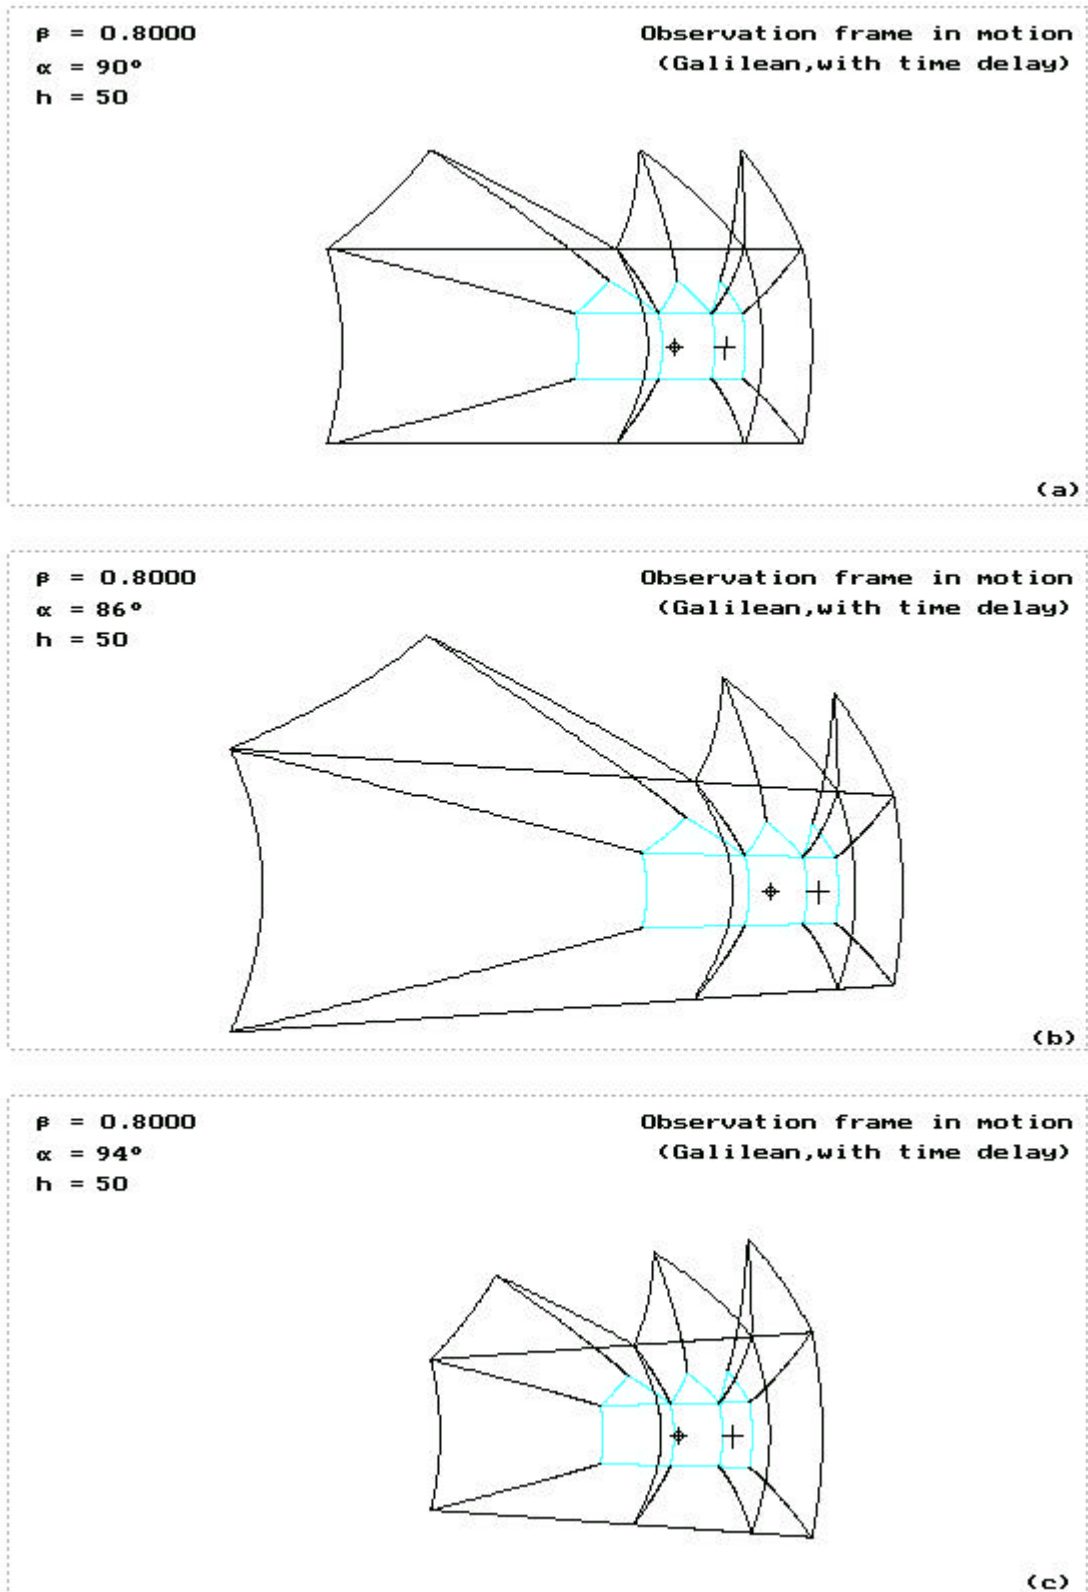 β = 0.8000
Observation frame in motion
α = 90°
(Galilean,with time delay)
h = 50
(a)
β = 0.8000
Observation frame in motion
α = 86°
(Galilean,with time delay)
h = 50
(b)
β = 0.8000
Observation frame in motion
α = 94°
(Galilean,with time delay)
h = 50
(c)